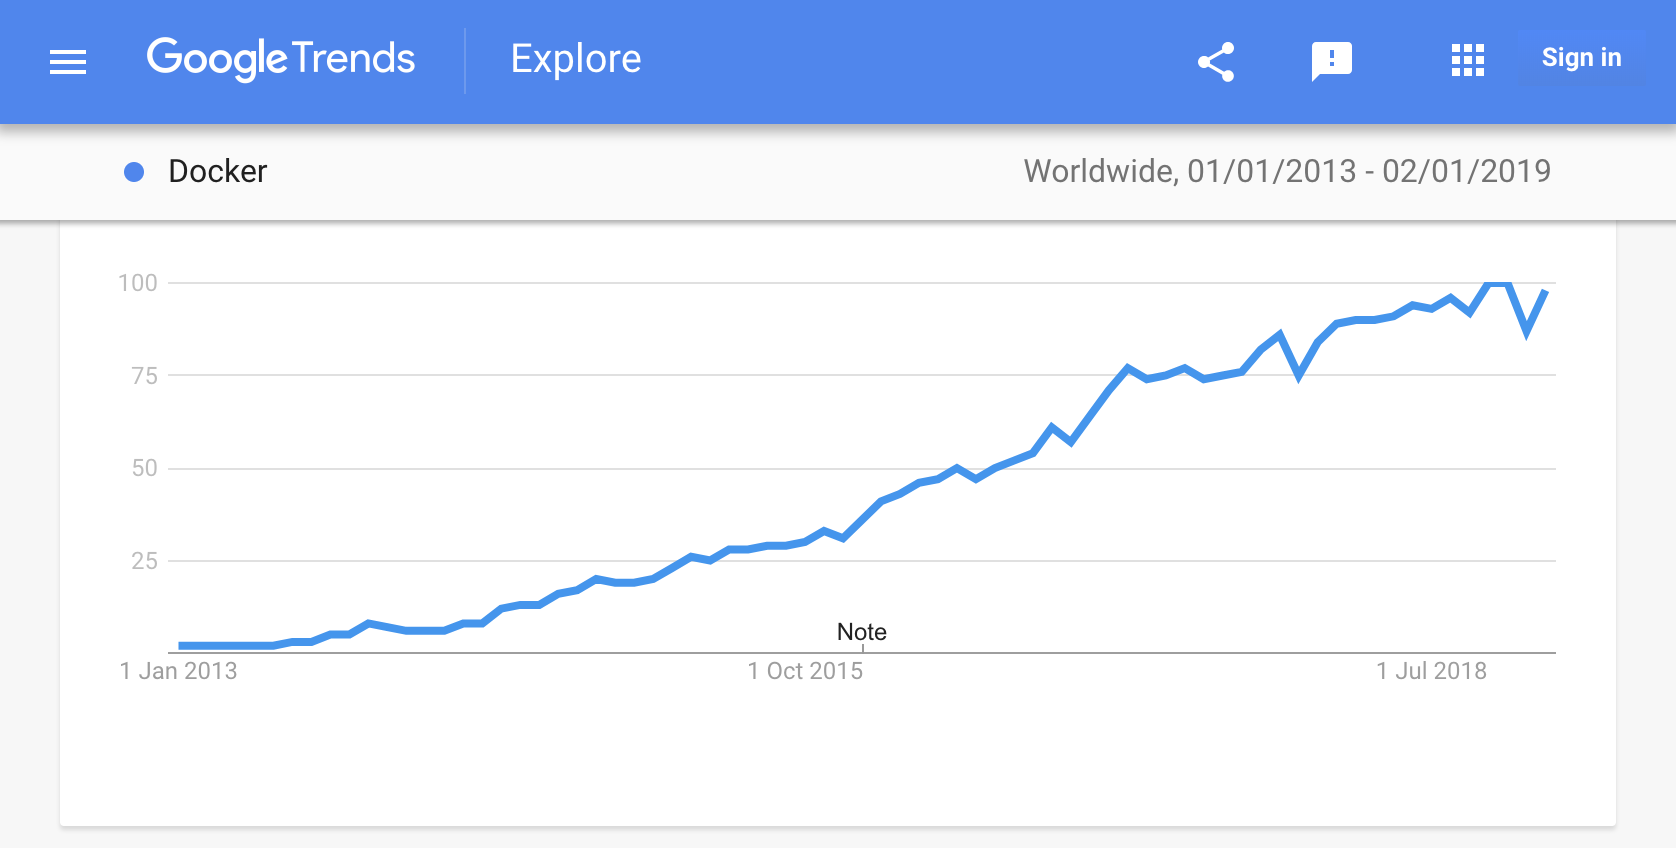 Google Trends Explore Sign in
Docker Worldwide, 01/01/2013 - 02/01/2019
100
75
50
25
Note
1 Jan 2013 1 Oct 2015 1 Jul 2018